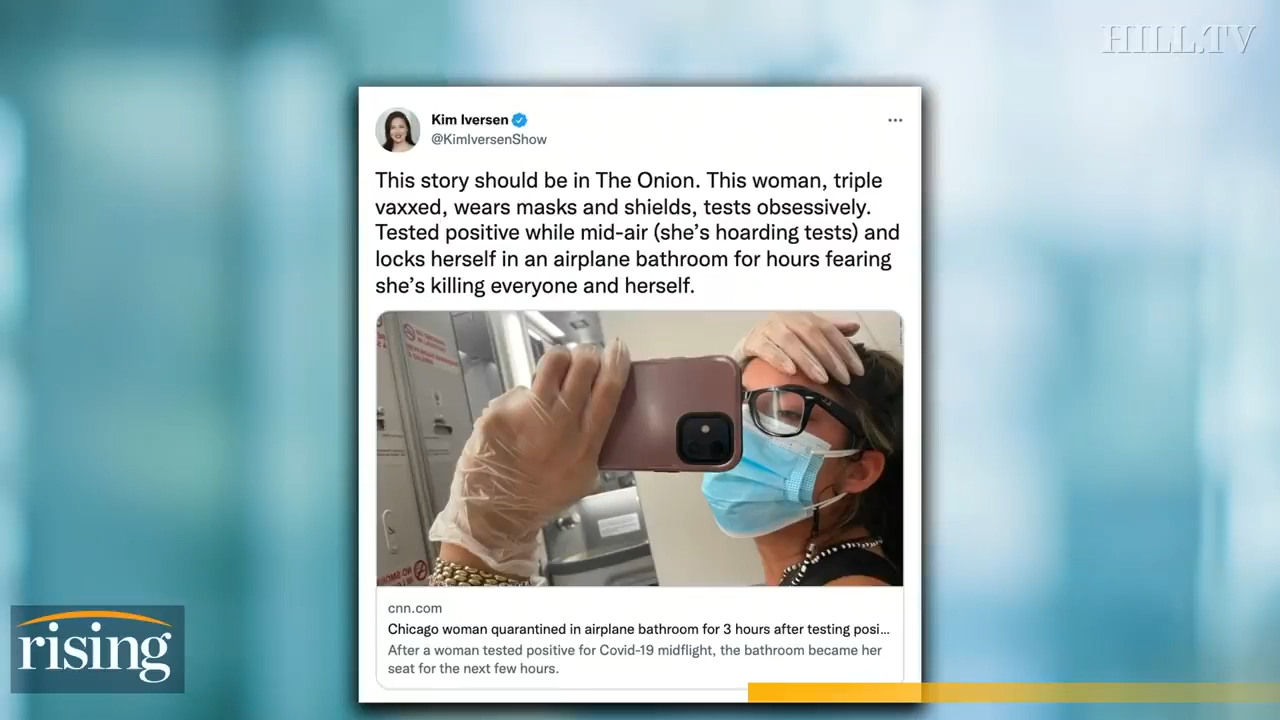 HILL.TV
Kim Iversen
@KimIversenShow
This story should be in The Onion. This woman, triple
vaxxed, wears masks and shields, tests obsessively.
Tested positive while mid-air (she's hoarding tests) and
locks herself in an airplane bathroom for hours fearing
she's killing everyone and herself.
cnn.com
Chicago woman quarantined in airplane bathroom for 3 hours after testing posi...
After a woman tested positive for Covid-19 midflight, the bathroom became her
seat for the next few hours.
rising